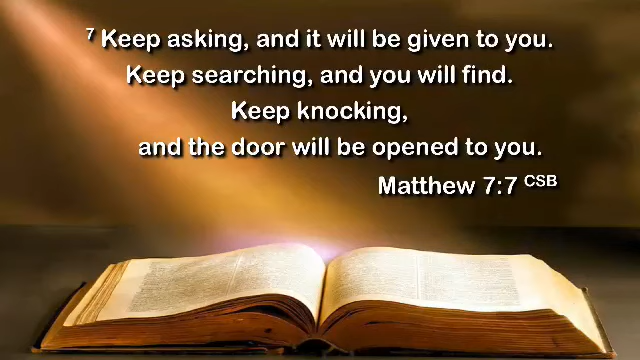 7 Keep asking, and it will be given to you.
Keep searching, and you will find.
Keep knocking,
and the door will be opened to you.
Matthew 7:7 CSB